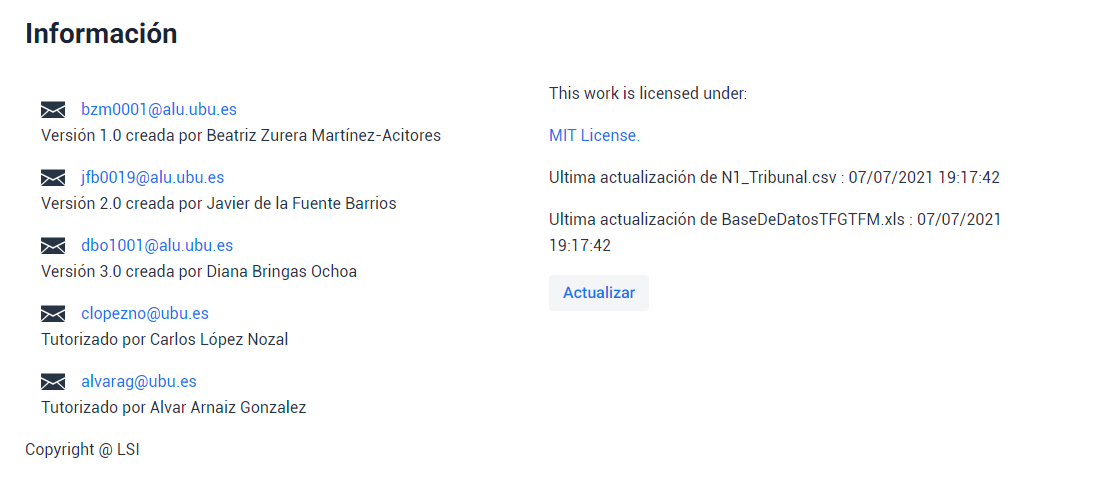 Información
bzm0001@alu.ubu.es
Versión 1.0 creada por Beatriz Zurera Martínez-Acitores
jfb0019@alu.ubu.es
Versión 2.0 creada por Javier de la Fuente Barrios
dbo1001@alu.ubu.es
Versión 3.0 creada por Diana Bringas Ochoa
clopezno@ubu.es
Tutorizado por Carlos López Nozal
alvarag@ubu.es
Tutorizado por Alvar Arnaiz Gonzalez
This work is licensed under:
MIT License.
Ultima actualización de N1_Tribunal.csv : 07/07/2021 19:17:42
Ultima actualización de BaseDeDatosTFGTFM.xls : 07/07/2021
19:17:42
Actualizar
Copyright @ LSI